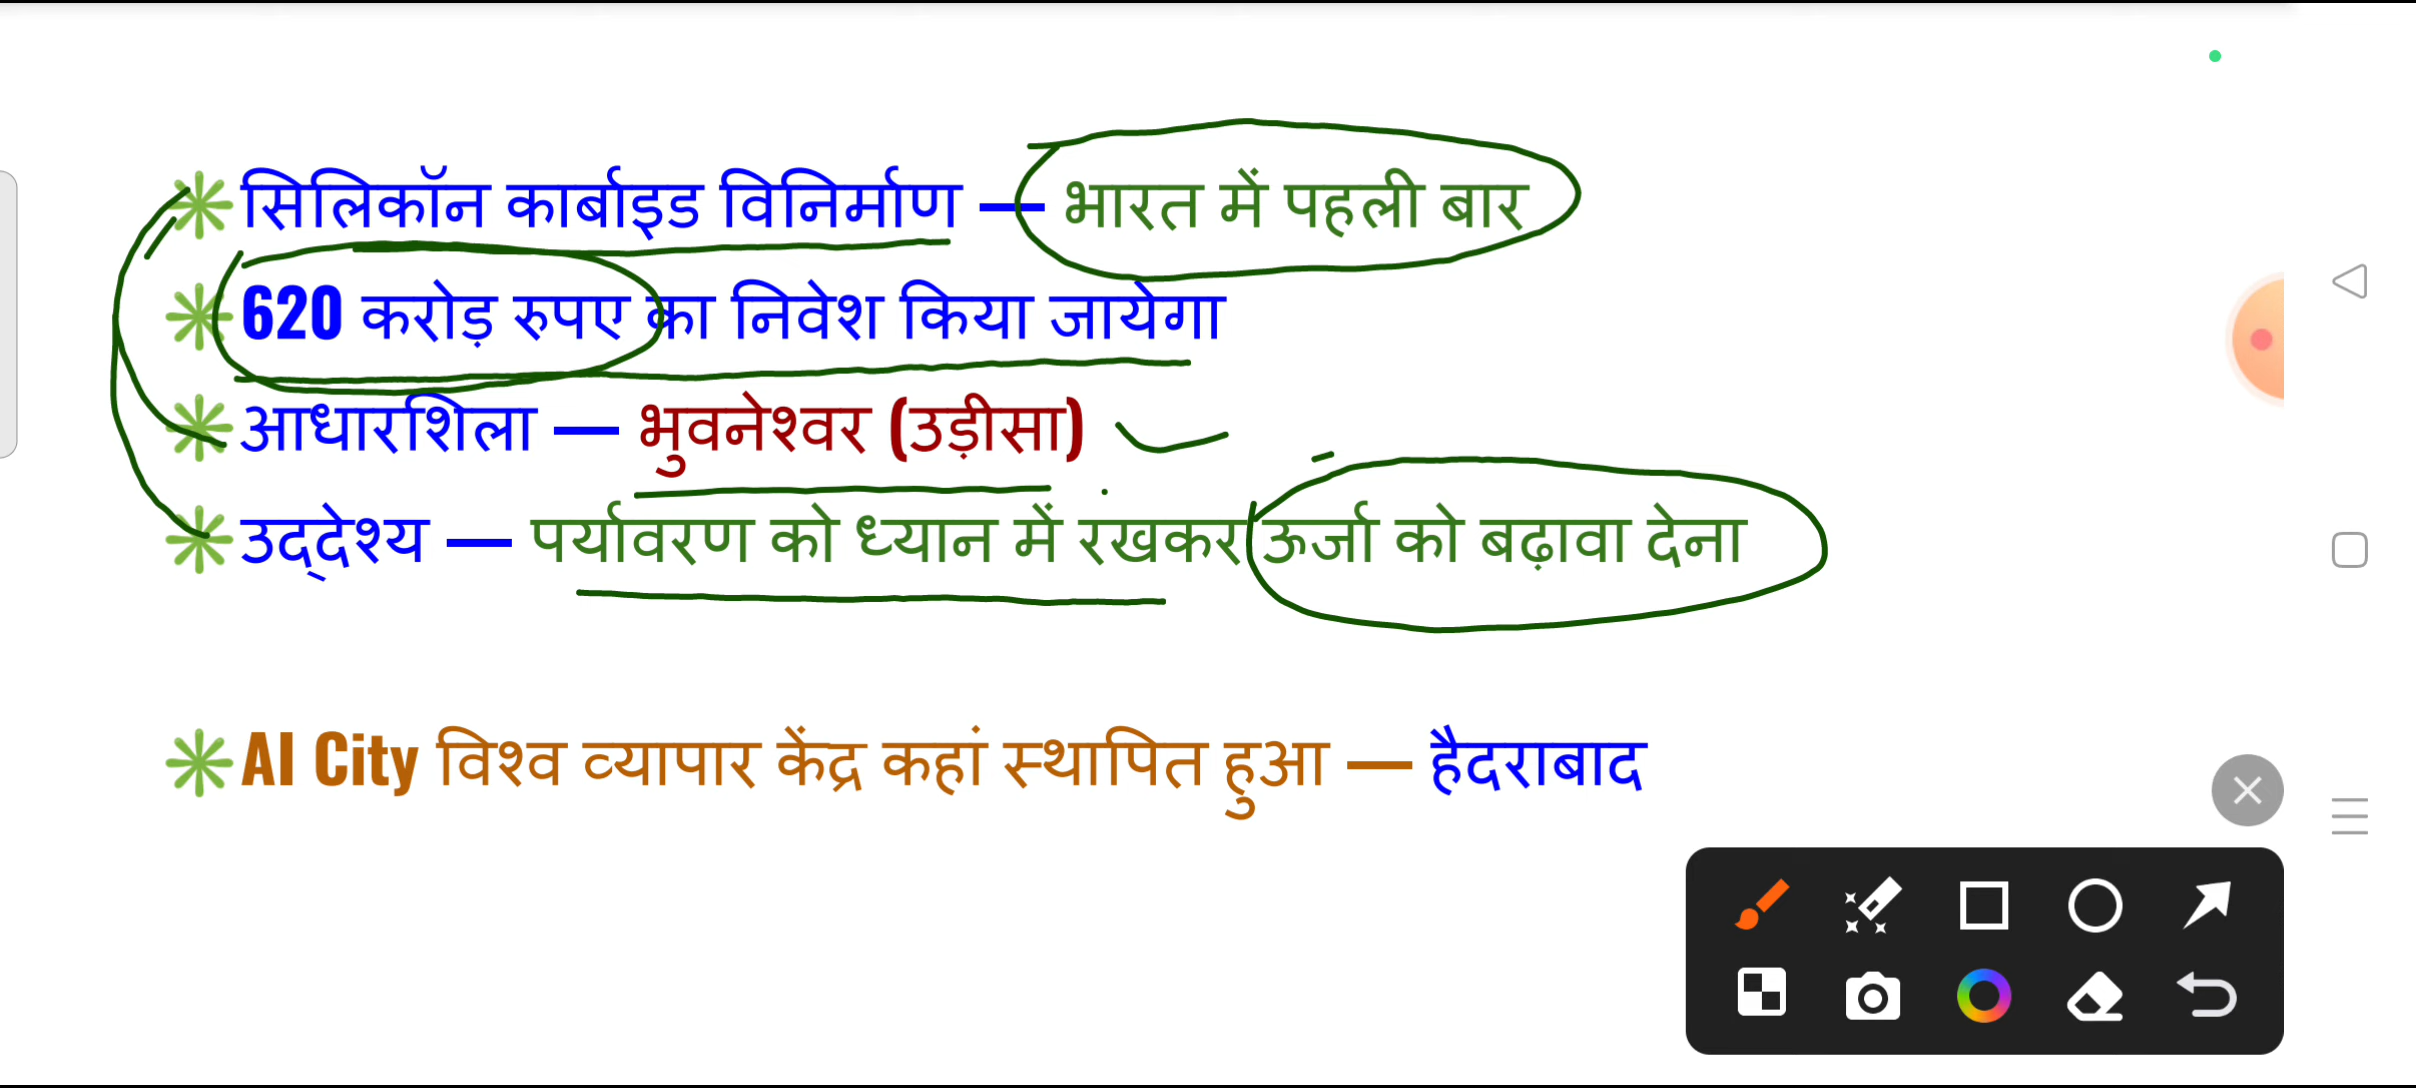 सिलिकॉन कार्बाइड विनिर्माण — भारत में पहली बार
620 करोड़ रुपए का निवेश किया जायेगा
आधारशिला — भुवनेश्वर (उड़ीसा)
उद्देश्य — पर्यावरण को ध्यान में रखकर ऊर्जा को बढ़ावा देना
AI City विश्व व्यापार केंद्र कहां स्थापित हुआ — हैदराबाद